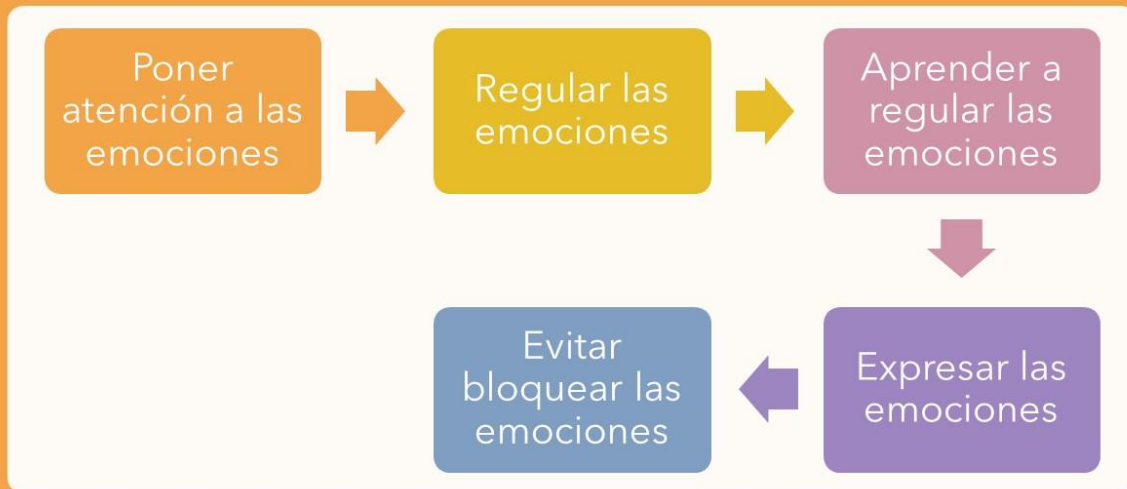 Poner
atención a las
emociones
Regular las
emociones
Aprender a
regular las
emociones
Expresar las
emociones
Evitar
bloquear las
emociones